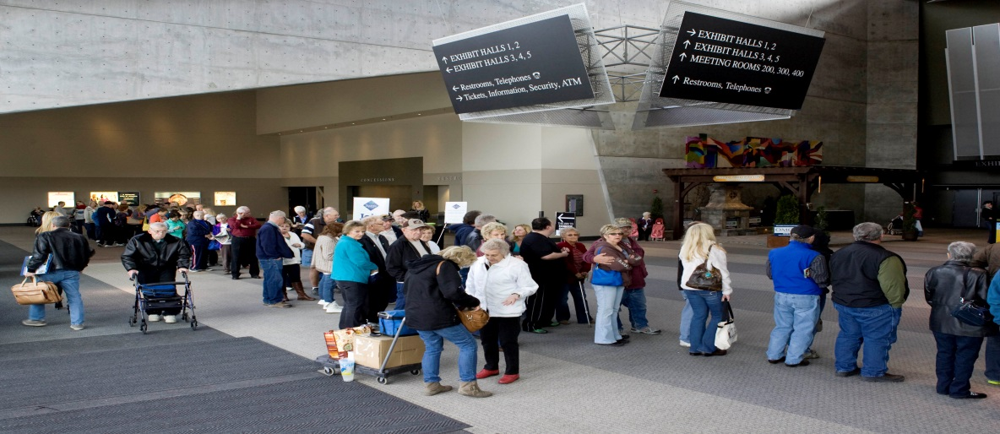 ↑ EXHIBIT HALLS 1, 2
← EXHIBIT HALLS 3, 4, 5
← Restrooms, Telephones ☎
→ Tickets, Information, Security, ATM
→ EXHIBIT HALLS 1, 2
↑ EXHIBIT HALLS 3, 4, 5
↑ MEETING ROOMS 200, 300, 400
↑ Restrooms, Telephones ☎
CONCESSIONS